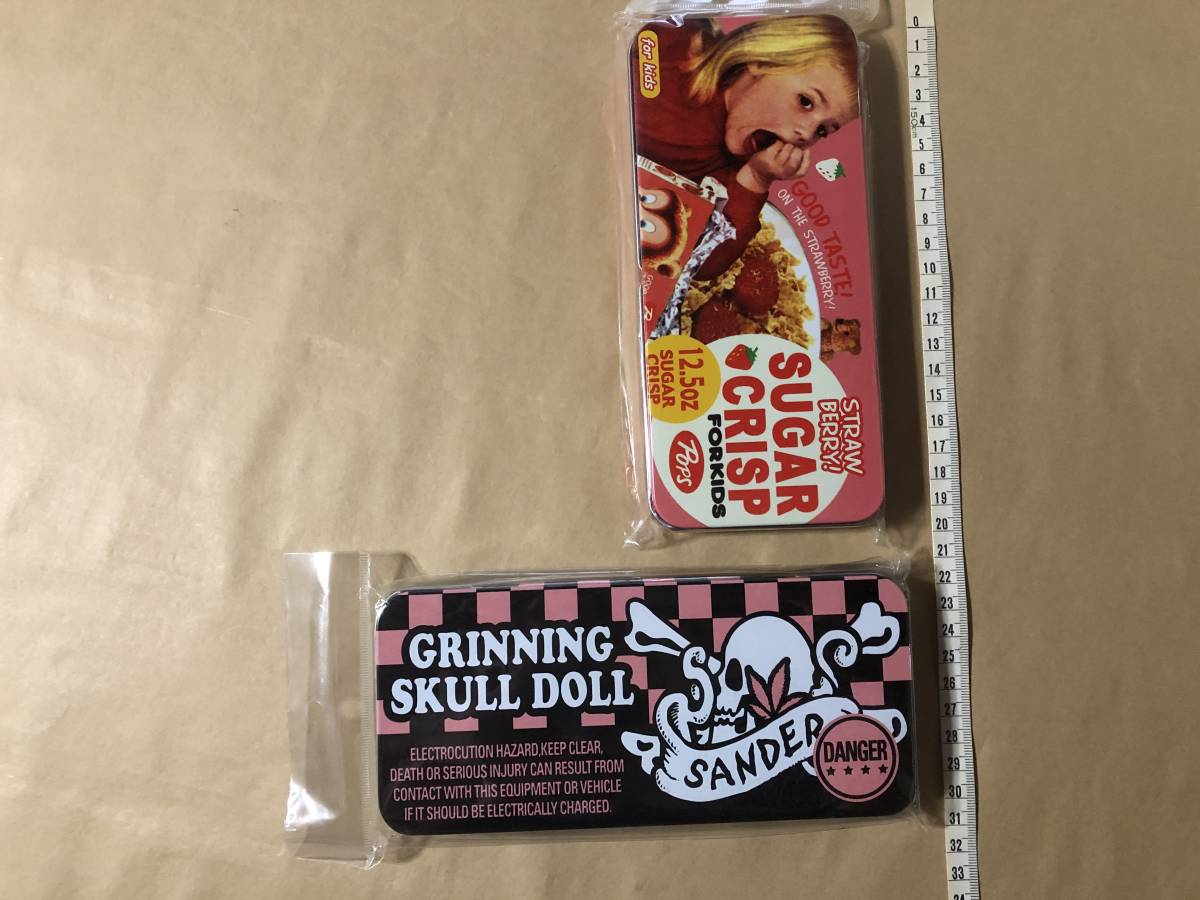 for kids
GOOD TASTE!
ON THE STRAWBERRY!
STRAW
BERRY!
SUGAR
CRISP
FOR KIDS
12.5oz
SUGAR
CRISP
Pops
GRINNING
SKULL DOLL
ELECTROCUTION HAZARD,KEEP CLEAR,
DEATH OR SERIOUS INJURY CAN RESULT FROM
CONTACT WITH THIS EQUIPMENT OR VEHICLE
IF IT SHOULD BE ELECTRICALLY CHARGED.
SANDER
DANGER
0
1
2
3
150cm
4
5
6
7
8
9
10
11
12
13
14
15
16
17
18
19
20
21
22
23
24
25
26
27
28
29
30
31
32
33
34